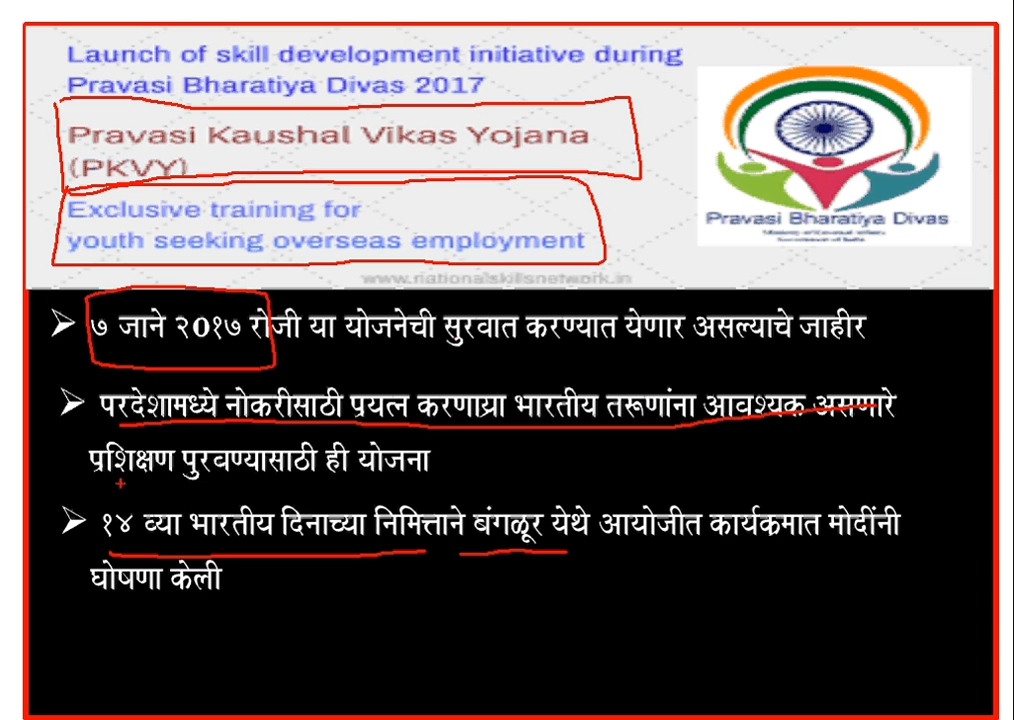 Launch of skill development initiative during
Pravasi Bharatiya Divas 2017
Pravasi Kaushal Vikas Yojana
(PKVY)
Exclusive training for
youth seeking overseas employment
Pravasi Bharatiya Divas
www.nationalskillsnetwork.in
७ जाने २0१७ रोजी या योजनेची सुरवात करण्यात येणार असल्याचे जाहीर
परदेशामध्ये नोकरीसाठी प्रयत्न करणाऱ्या भारतीय तरूणांना आवश्यक असणारे
प्रशिक्षण पुरवण्यासाठी ही योजना
१४ व्या भारतीय दिनाच्या निमित्ताने बंगळूर येथे आयोजीत कार्यक्रमात मोदींनी
घोषणा केली